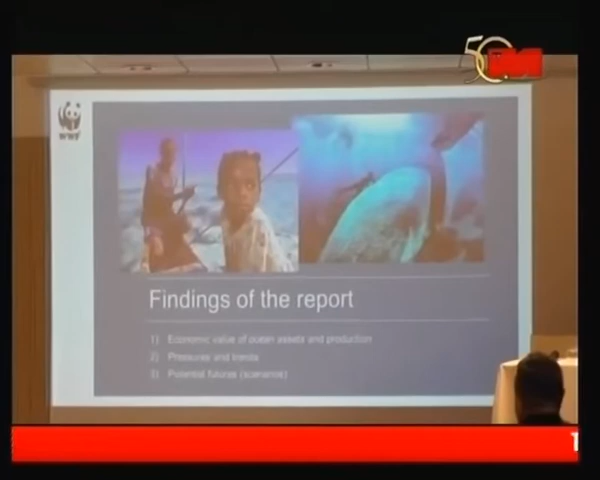 50
WWF
Findings of the report
1) Economic value of ocean assets and production
2) Pressures and trends
3) Potential futures (scenarios)
T